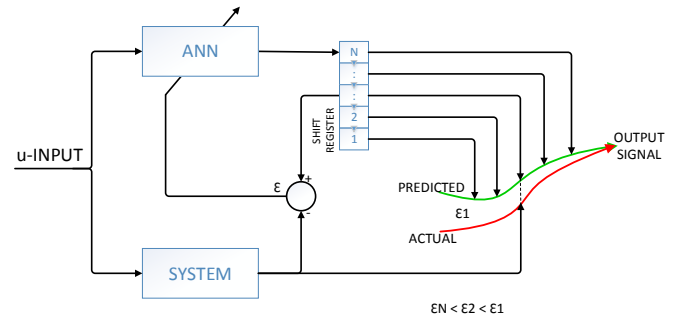 ANN
N
:
:
2
1
SHIFT
REGISTER
u-INPUT
ε
+
-
OUTPUT
SIGNAL
PREDICTED
ε1
ACTUAL
SYSTEM
εN < ε2 < ε1